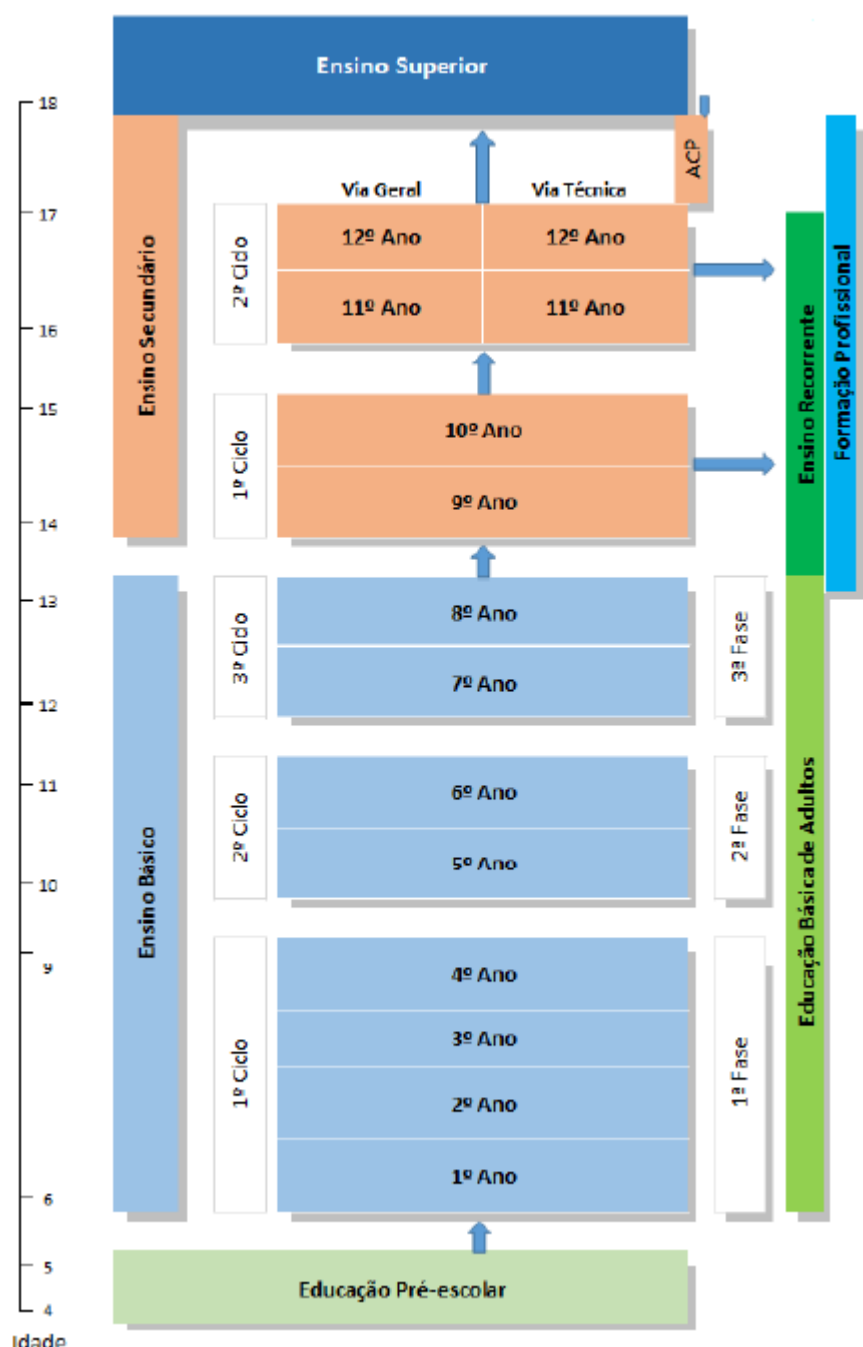 Ensino Superior
18
ACP
Via Geral
Via Técnica
17
12º Ano
12º Ano
2º Ciclo
11º Ano
11º Ano
16
Ensino Secundário
Ensino Recorrente
Formação Profissional
15
10º Ano
1º Ciclo
9º Ano
14
13
8º Ano
3º Ciclo
3ª Fase
7º Ano
12
11
6º Ano
2º Ciclo
2ª Fase
5º Ano
10
Ensino Básico
Educação Básica de Adultos
9
4º Ano
3º Ano
1º Ciclo
1ª Fase
2º Ano
1º Ano
6
5
Educação Pré-escolar
4
Idade